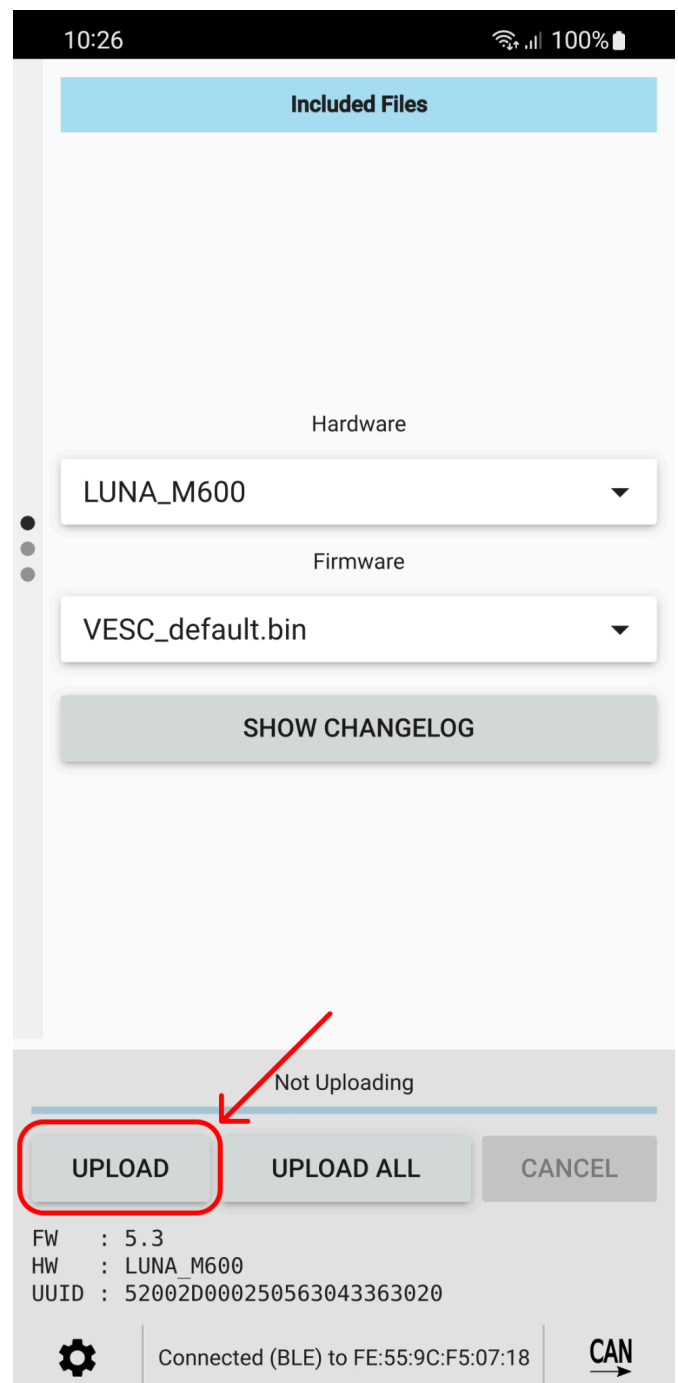 10:26 100%
Included Files
Hardware
LUNA_M600
Firmware
VESC_default.bin
SHOW CHANGELOG
Not Uploading
UPLOAD UPLOAD ALL CANCEL
FW : 5.3
HW : LUNA_M600
UUID : 52002D000250563043363020
Connected (BLE) to FE:55:9C:F5:07:18 CAN